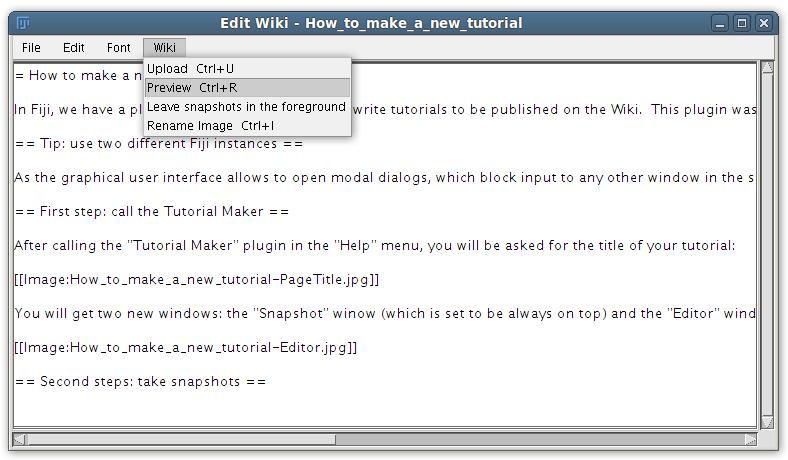 Edit Wiki - How_to_make_a_new_tutorial
File Edit Font Wiki
Upload Ctrl+U
Preview Ctrl+R
Leave snapshots in the foreground
Rename Image Ctrl+I
= How to make a n
In Fiji, we have a pl write tutorials to be published on the Wiki. This plugin was
== Tip: use two different Fiji instances ==
As the graphical user interface allows to open modal dialogs, which block input to any other window in the s
== First step: call the Tutorial Maker ==
After calling the "Tutorial Maker" plugin in the "Help" menu, you will be asked for the title of your tutorial:
[[Image:How_to_make_a_new_tutorial-PageTitle.jpg]]
You will get two new windows: the "Snapshot" winow (which is set to be always on top) and the "Editor" wind
[[Image:How_to_make_a_new_tutorial-Editor.jpg]]
== Second steps: take snapshots ==